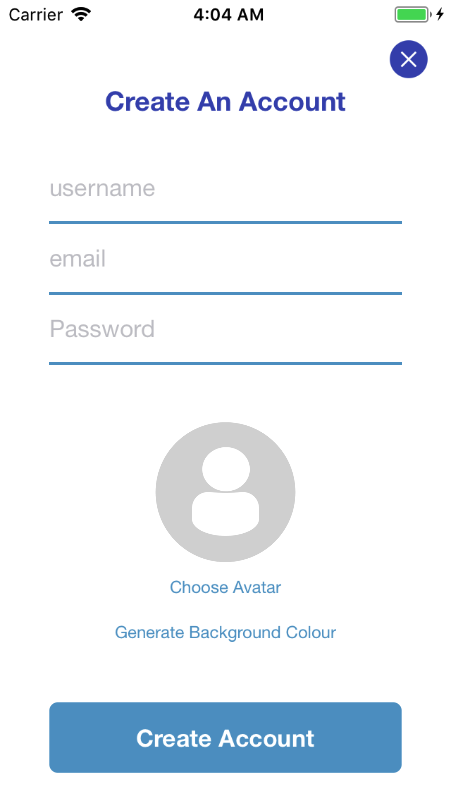 Carrier 4:04 AM
Create An Account
username
email
Password
Choose Avatar
Generate Background Colour
Create Account